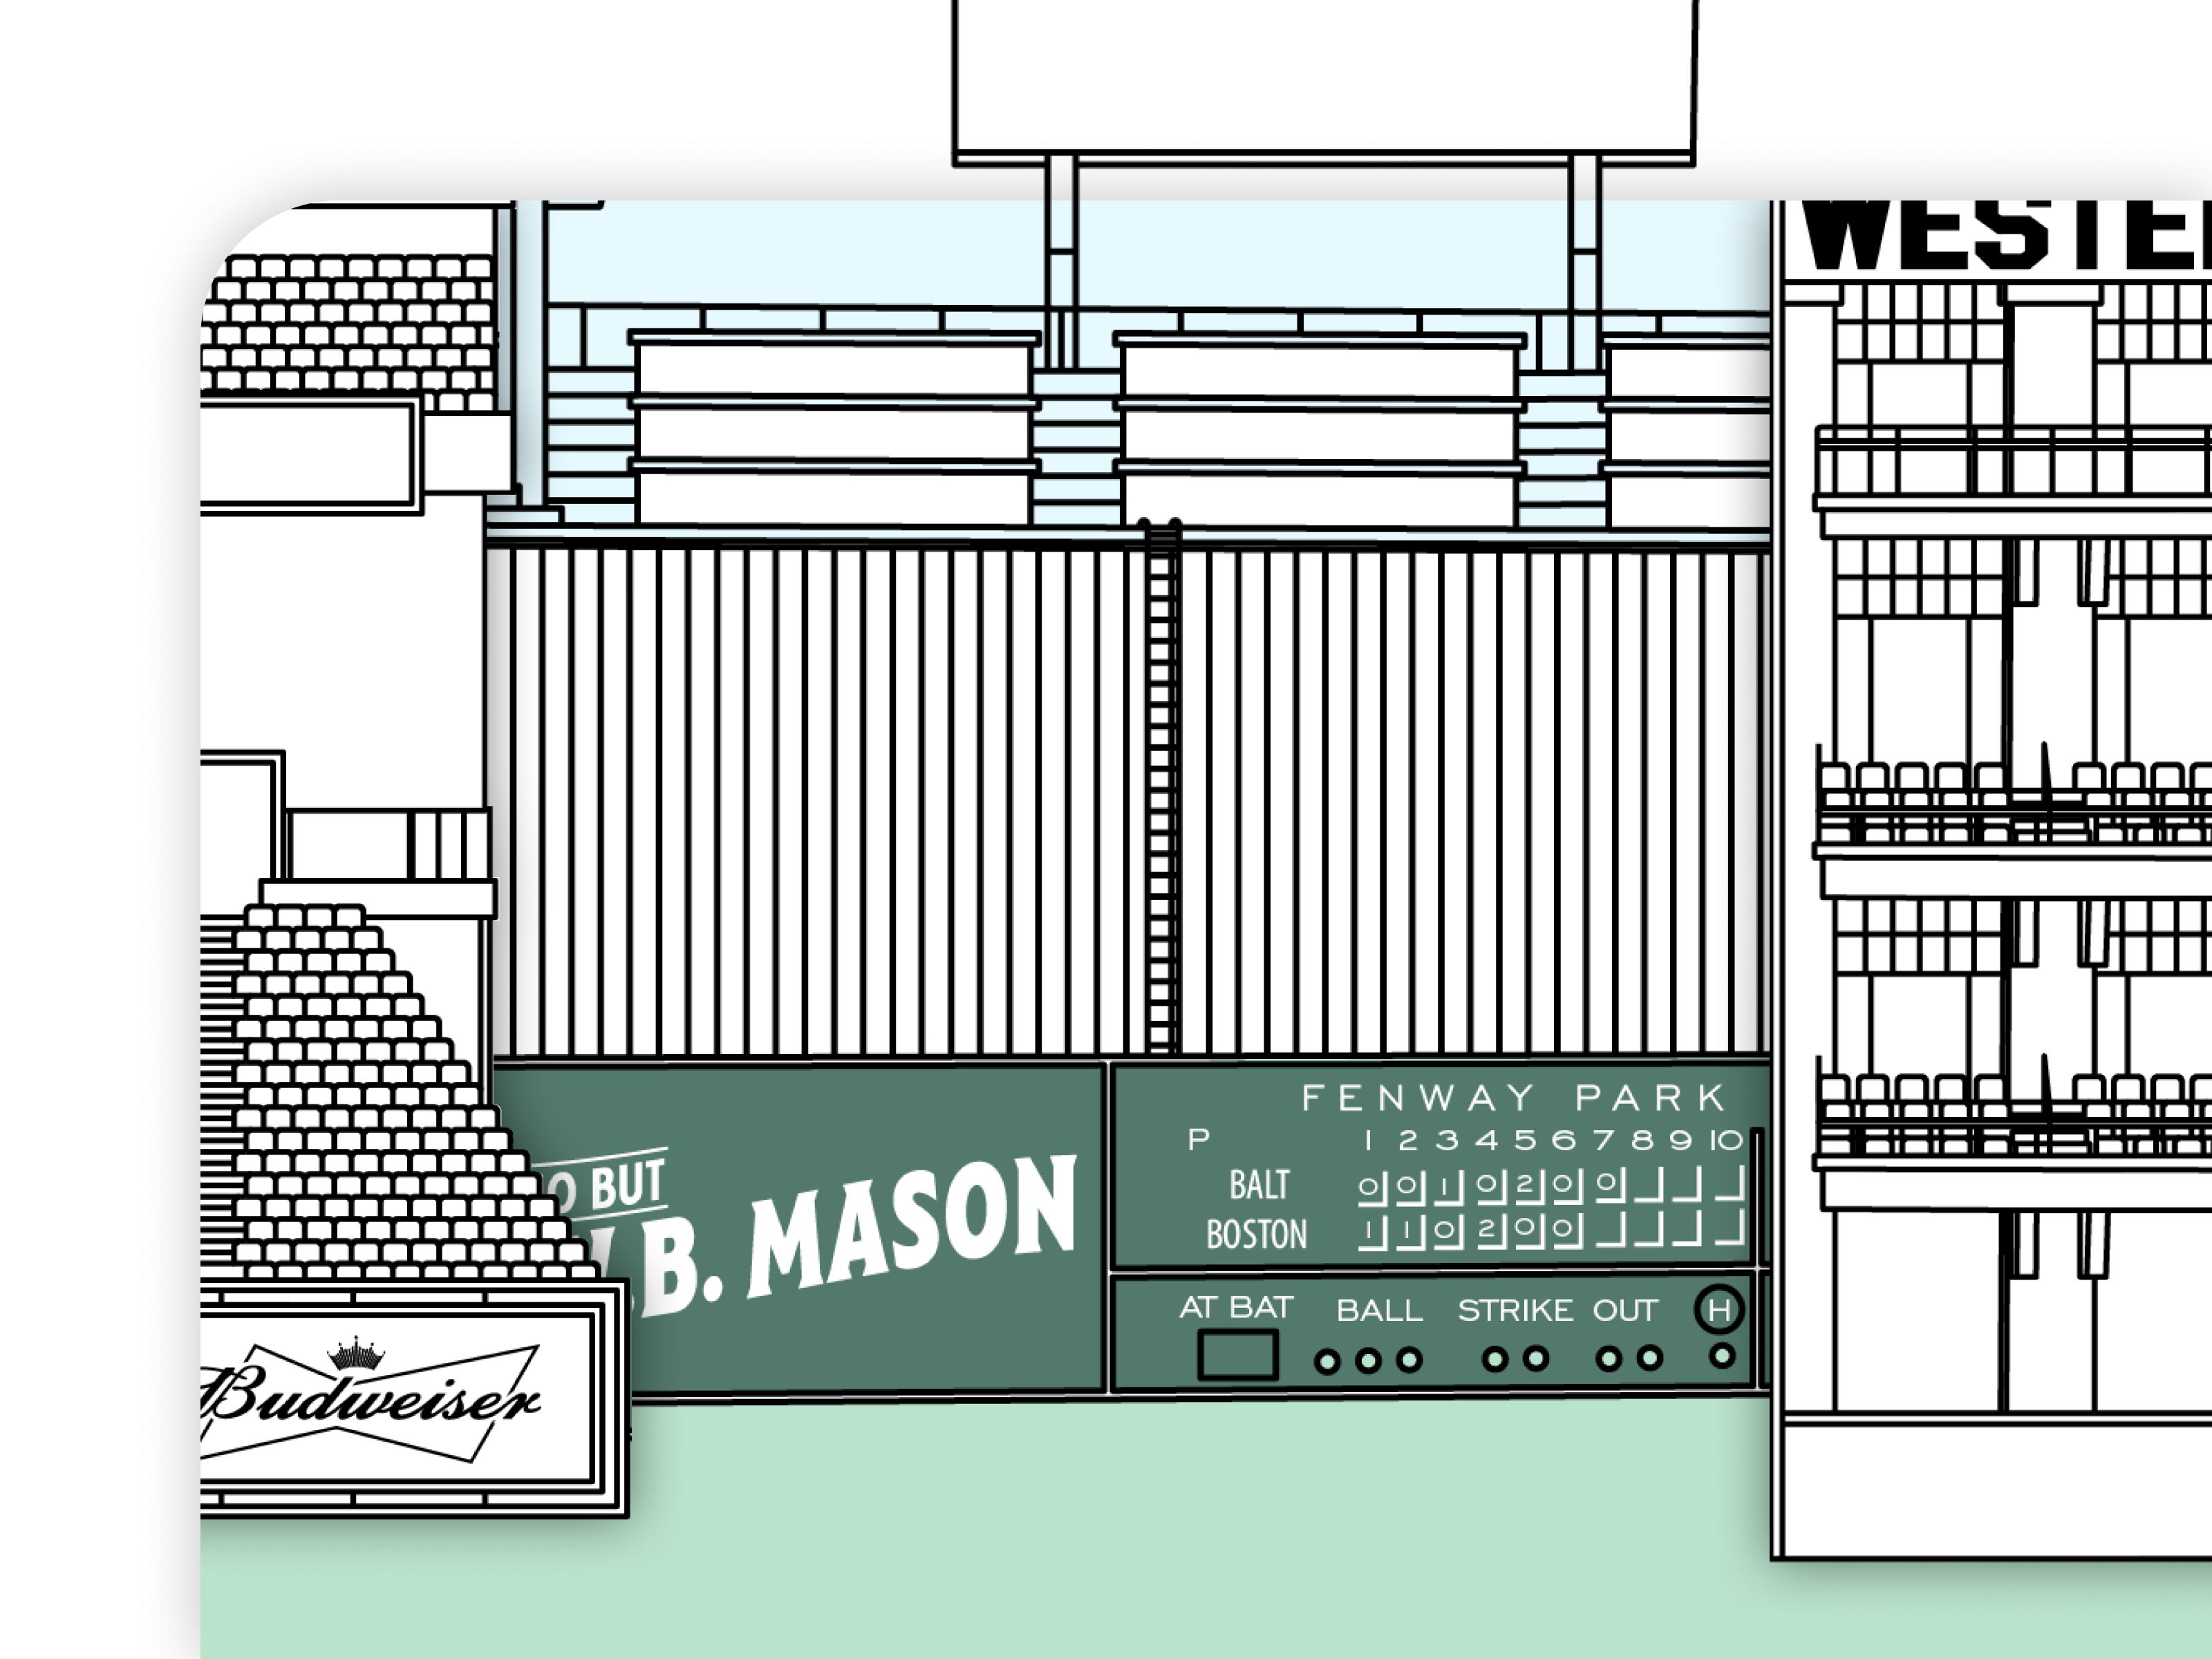 WESTE
FENWAY PARK
P 1 2 3 4 5 6 7 8 9 10
BALT 0 0 1 0 2 0 0
BOSTON 1 1 0 2 0 0
O BUT
B. MASON
AT BAT BALL STRIKE OUT H
Budweiser